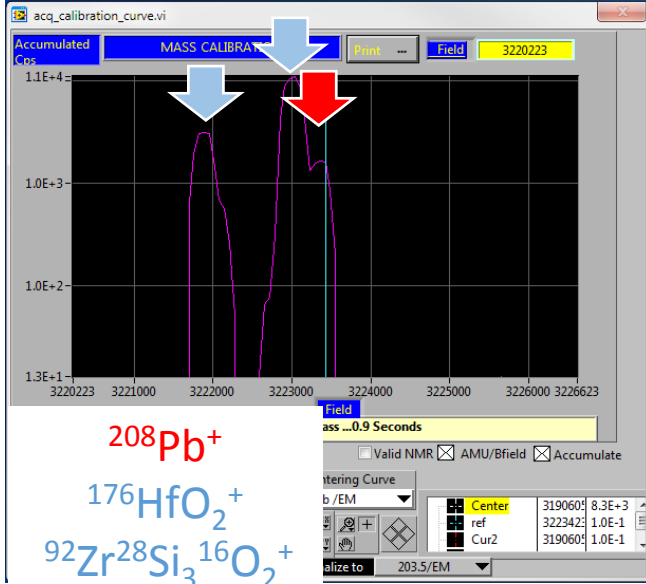 acq_calibration_curve.vi
Accumulated Cps
MASS CALIBRATI
Print ...
Field
3220223
1.1E+4
1.0E+3
1.0E+2
1.3E+1
3220223 3221000 3222000 3223000 3224000 3225000 3226000 3226623
Field
ass ...0.9 Seconds
Valid NMR AMU/Bfield Accumulate
ntering Curve
b /EM
Center 3190605 8.3E+3
ref 3223423 1.0E-1
Cur2 3190605 1.0E-1
alize to 203.5/EM
²⁰⁸Pb⁺
¹⁷⁶HfO₂⁺
⁹²Zr²⁸Si₃¹⁶O₂⁺